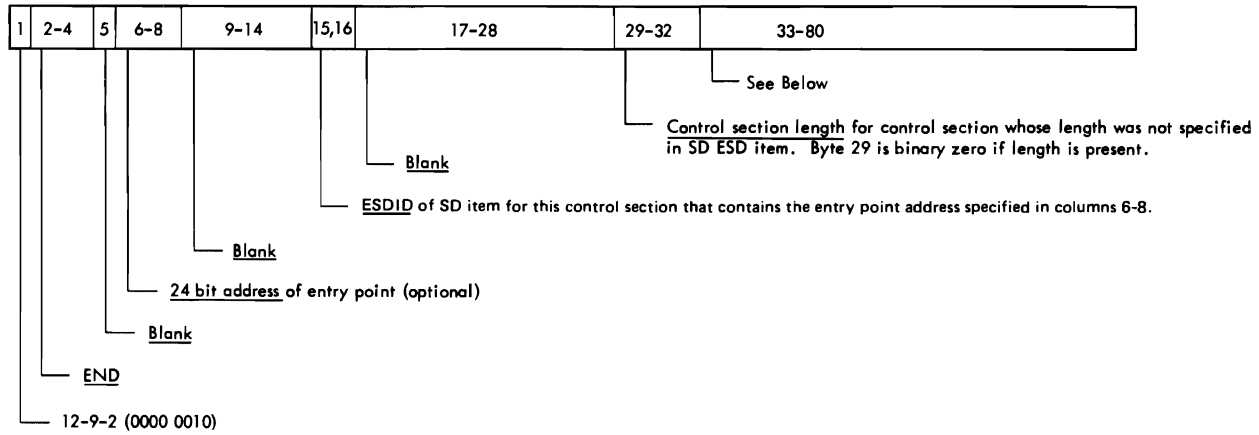 1 2-4 5 6-8 9-14 15,16 17-28 29-32 33-80
See Below
Control section length for control section whose length was not specified
in SD ESD item. Byte 29 is binary zero if length is present.
Blank
ESDID of SD item for this control section that contains the entry point address specified in columns 6-8.
Blank
24 bit address of entry point (optional)
Blank
END
12-9-2 (0000 0010)